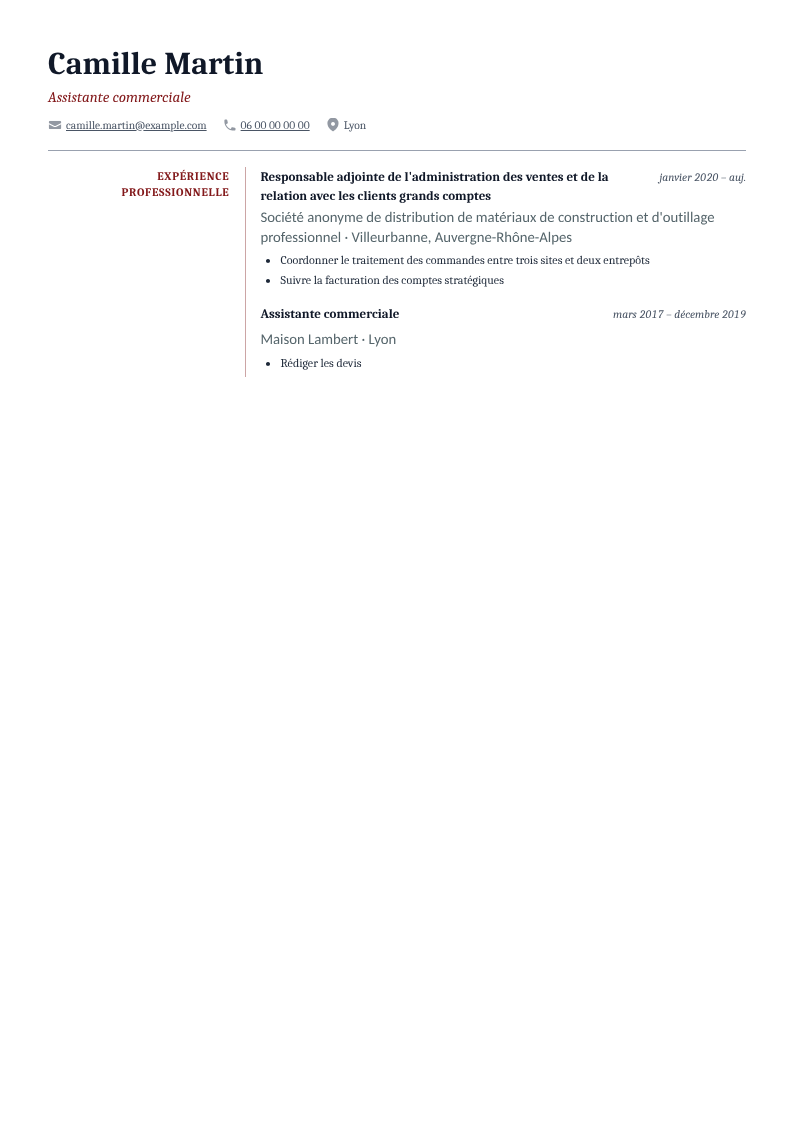 Camille Martin
Assistante commerciale
camille.martin@example.com 06 00 00 00 00 Lyon
EXPÉRIENCE
PROFESSIONNELLE
Responsable adjointe de l'administration des ventes et de la janvier 2020 – auj.
relation avec les clients grands comptes
Société anonyme de distribution de matériaux de construction et d'outillage
professionnel · Villeurbanne, Auvergne-Rhône-Alpes
• Coordonner le traitement des commandes entre trois sites et deux entrepôts
• Suivre la facturation des comptes stratégiques
Assistante commerciale mars 2017 – décembre 2019
Maison Lambert · Lyon
• Rédiger les devis